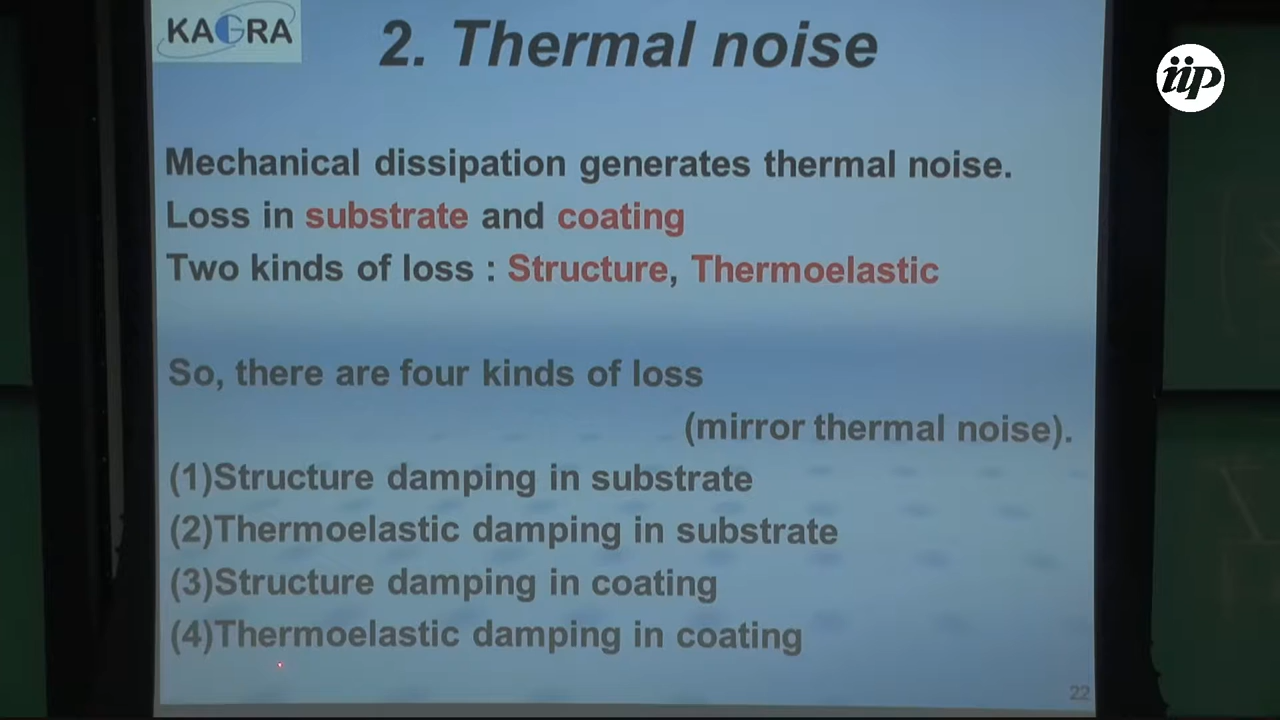 KAGRA
2. Thermal noise
iip
Mechanical dissipation generates thermal noise.
Loss in substrate and coating
Two kinds of loss : Structure, Thermoelastic
So, there are four kinds of loss
(mirror thermal noise).
(1)Structure damping in substrate
(2)Thermoelastic damping in substrate
(3)Structure damping in coating
(4)Thermoelastic damping in coating
22